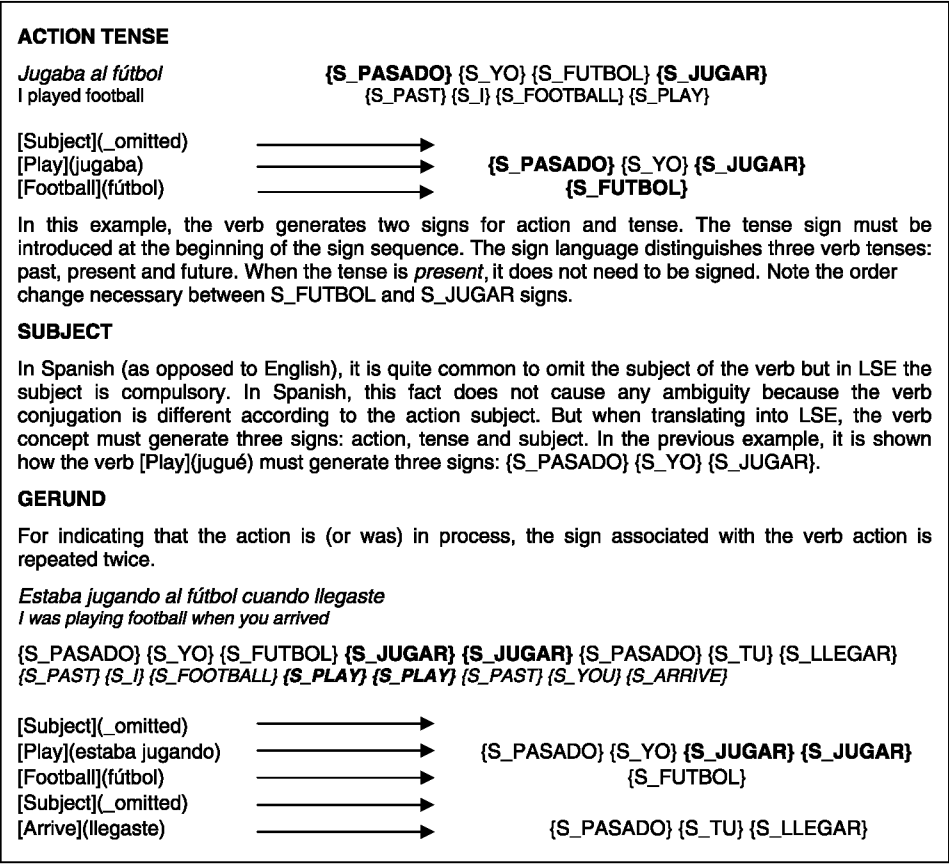 ACTION TENSE
Jugaba al fútbol {S_PASADO} {S_YO} {S_FUTBOL} {S_JUGAR}
I played football {S_PAST} {S_I} {S_FOOTBALL} {S_PLAY}
[Subject](_omitted)
[Play](jugaba) {S_PASADO} {S_YO} {S_JUGAR}
[Football](fútbol) {S_FUTBOL}
In this example, the verb generates two signs for action and tense. The tense sign must be
introduced at the beginning of the sign sequence. The sign language distinguishes three verb tenses:
past, present and future. When the tense is present, it does not need to be signed. Note the order
change necessary between S_FUTBOL and S_JUGAR signs.
SUBJECT
In Spanish (as opposed to English), it is quite common to omit the subject of the verb but in LSE the
subject is compulsory. In Spanish, this fact does not cause any ambiguity because the verb
conjugation is different according to the action subject. But when translating into LSE, the verb
concept must generate three signs: action, tense and subject. In the previous example, it is shown
how the verb [Play](jugué) must generate three signs: {S_PASADO} {S_YO} {S_JUGAR}.
GERUND
For indicating that the action is (or was) in process, the sign associated with the verb action is
repeated twice.
Estaba jugando al fútbol cuando llegaste
I was playing football when you arrived
{S_PASADO} {S_YO} {S_FUTBOL} {S_JUGAR} {S_JUGAR} {S_PASADO} {S_TU} {S_LLEGAR}
{S_PAST} {S_I} {S_FOOTBALL} {S_PLAY} {S_PLAY} {S_PAST} {S_YOU} {S_ARRIVE}
[Subject](_omitted)
[Play](estaba jugando) {S_PASADO} {S_YO} {S_JUGAR} {S_JUGAR}
[Football](fútbol) {S_FUTBOL}
[Subject](_omitted)
[Arrive](llegaste) {S_PASADO} {S_TU} {S_LLEGAR}